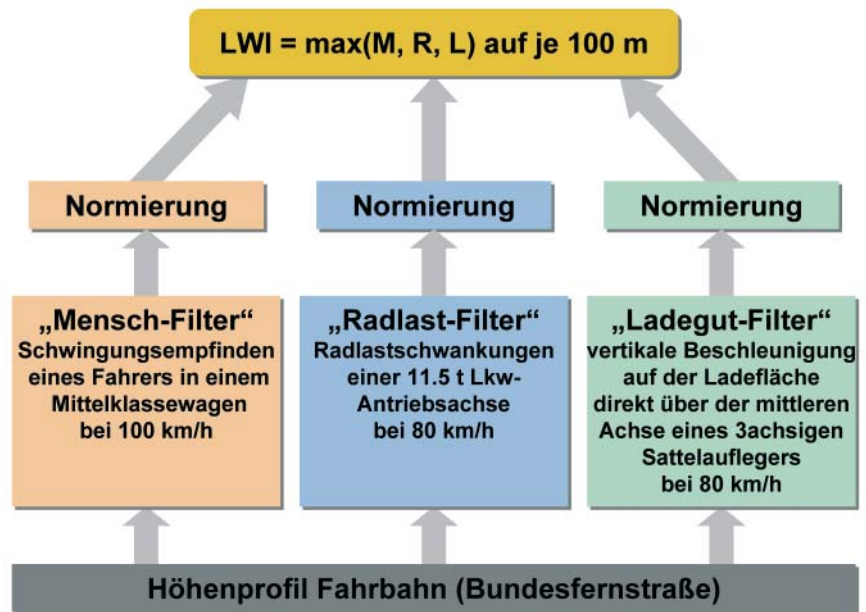 LWI = max(M, R, L) auf je 100 m
Normierung
Normierung
Normierung
„Mensch-Filter“
Schwingungsempfinden
eines Fahrers in einem
Mittelklassewagen
bei 100 km/h
„Radlast-Filter“
Radlastschwankungen
einer 11.5 t Lkw-
Antriebsachse
bei 80 km/h
„Ladegut-Filter“
vertikale Beschleunigung
auf der Ladefläche
direkt über der mittleren
Achse eines 3achsigen
Sattelauflegers
bei 80 km/h
Höhenprofil Fahrbahn (Bundesfernstraße)